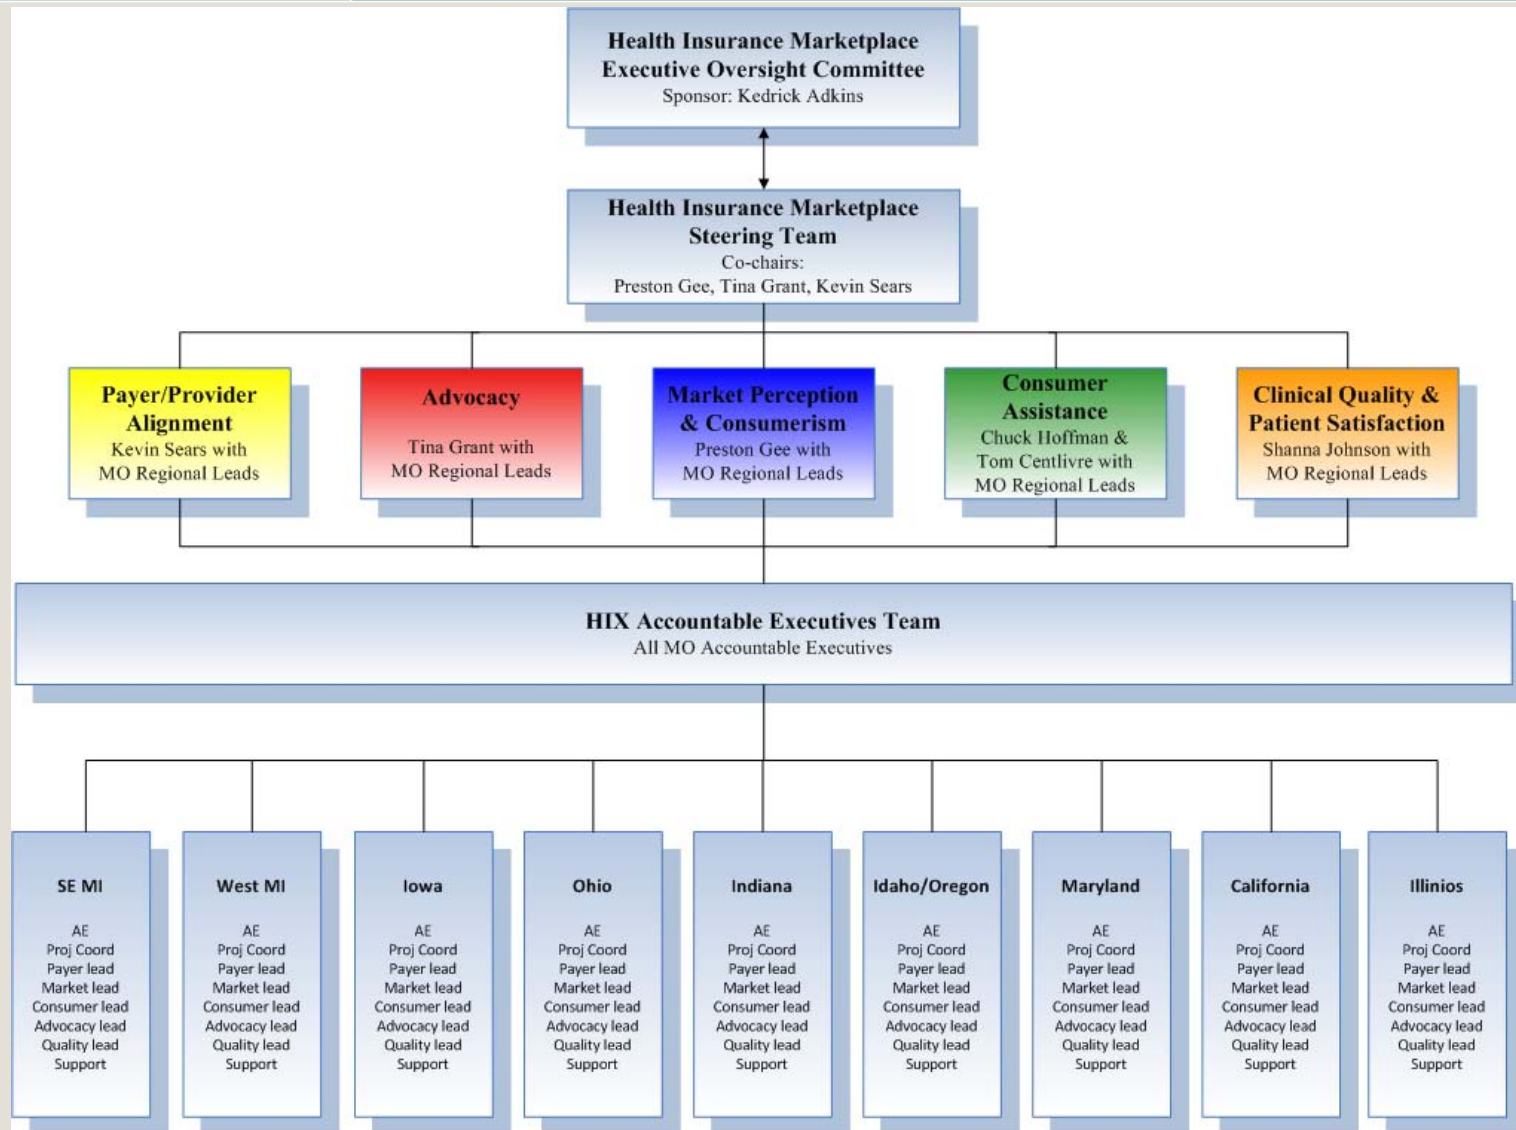 Health Insurance Marketplace
Executive Oversight Committee
Sponsor: Kedrick Adkins
Health Insurance Marketplace
Steering Team
Co-chairs:
Preston Gee, Tina Grant, Kevin Sears
Payer/Provider
Alignment
Kevin Sears with
MO Regional Leads
Advocacy
Tina Grant with
MO Regional Leads
Market Perception
& Consumerism
Preston Gee with
MO Regional Leads
Consumer
Assistance
Chuck Hoffman &
Tom Centlivre with
MO Regional Leads
Clinical Quality &
Patient Satisfaction
Shanna Johnson with
MO Regional Leads
HIX Accountable Executives Team
All MO Accountable Executives
SE MI
AE
Proj Coord
Payer lead
Market lead
Consumer lead
Advocacy lead
Quality lead
Support
West MI
AE
Proj Coord
Payer lead
Market lead
Consumer lead
Advocacy lead
Quality lead
Support
Iowa
AE
Proj Coord
Payer lead
Market lead
Consumer lead
Advocacy lead
Quality lead
Support
Ohio
AE
Proj Coord
Payer lead
Market lead
Consumer lead
Advocacy lead
Quality lead
Support
Indiana
AE
Proj Coord
Payer lead
Market lead
Consumer lead
Advocacy lead
Quality lead
Support
Idaho/Oregon
AE
Proj Coord
Payer lead
Market lead
Consumer lead
Advocacy lead
Quality lead
Support
Maryland
AE
Proj Coord
Payer lead
Market lead
Consumer lead
Advocacy lead
Quality lead
Support
California
AE
Proj Coord
Payer lead
Market lead
Consumer lead
Advocacy lead
Quality lead
Support
Illinios
AE
Proj Coord
Payer lead
Market lead
Consumer lead
Advocacy lead
Quality lead
Support